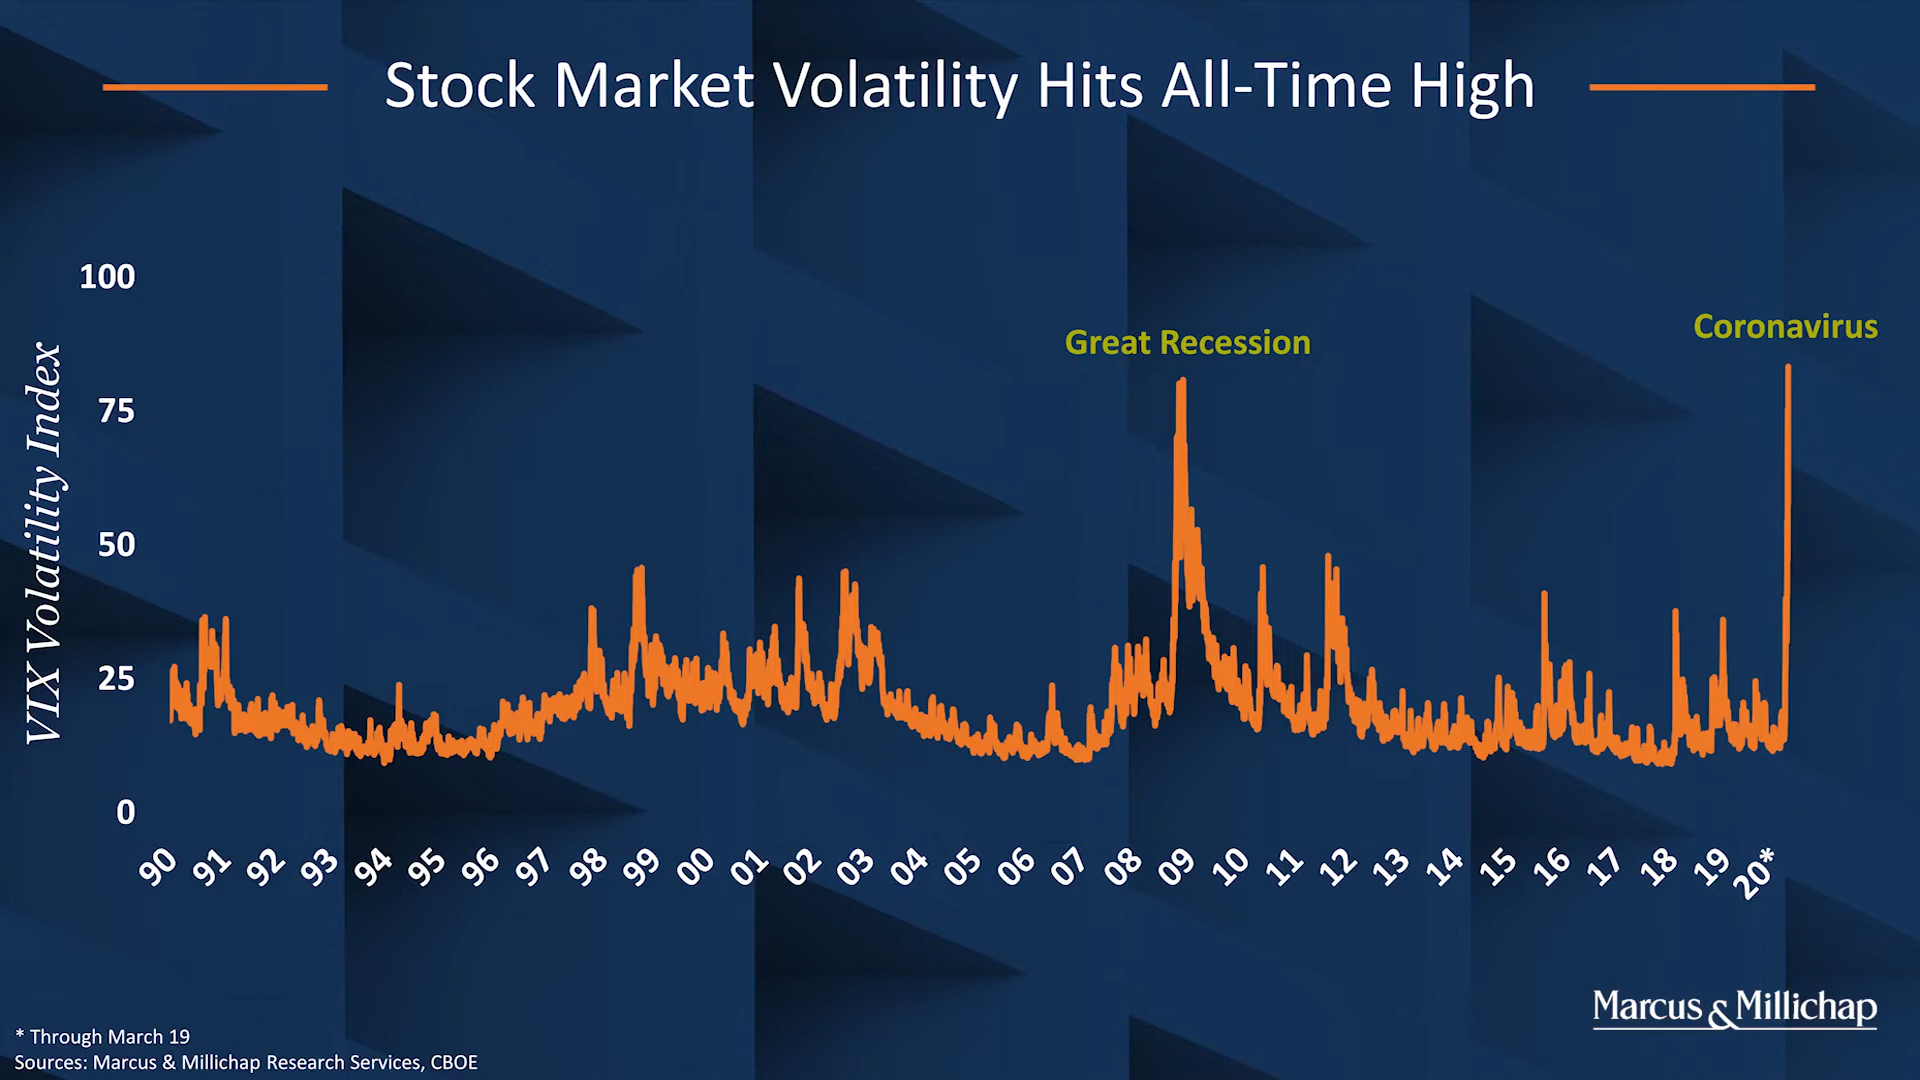 Stock Market Volatility Hits All-Time High
VIX Volatility Index
100
75
50
25
0
Great Recession
Coronavirus
90 91 92 93 94 95 96 97 98 99 00 01 02 03 04 05 06 07 08 09 10 11 12 13 14 15 16 17 18 19 20*
* Through March 19
Sources: Marcus & Millichap Research Services, CBOE
Marcus & Millichap